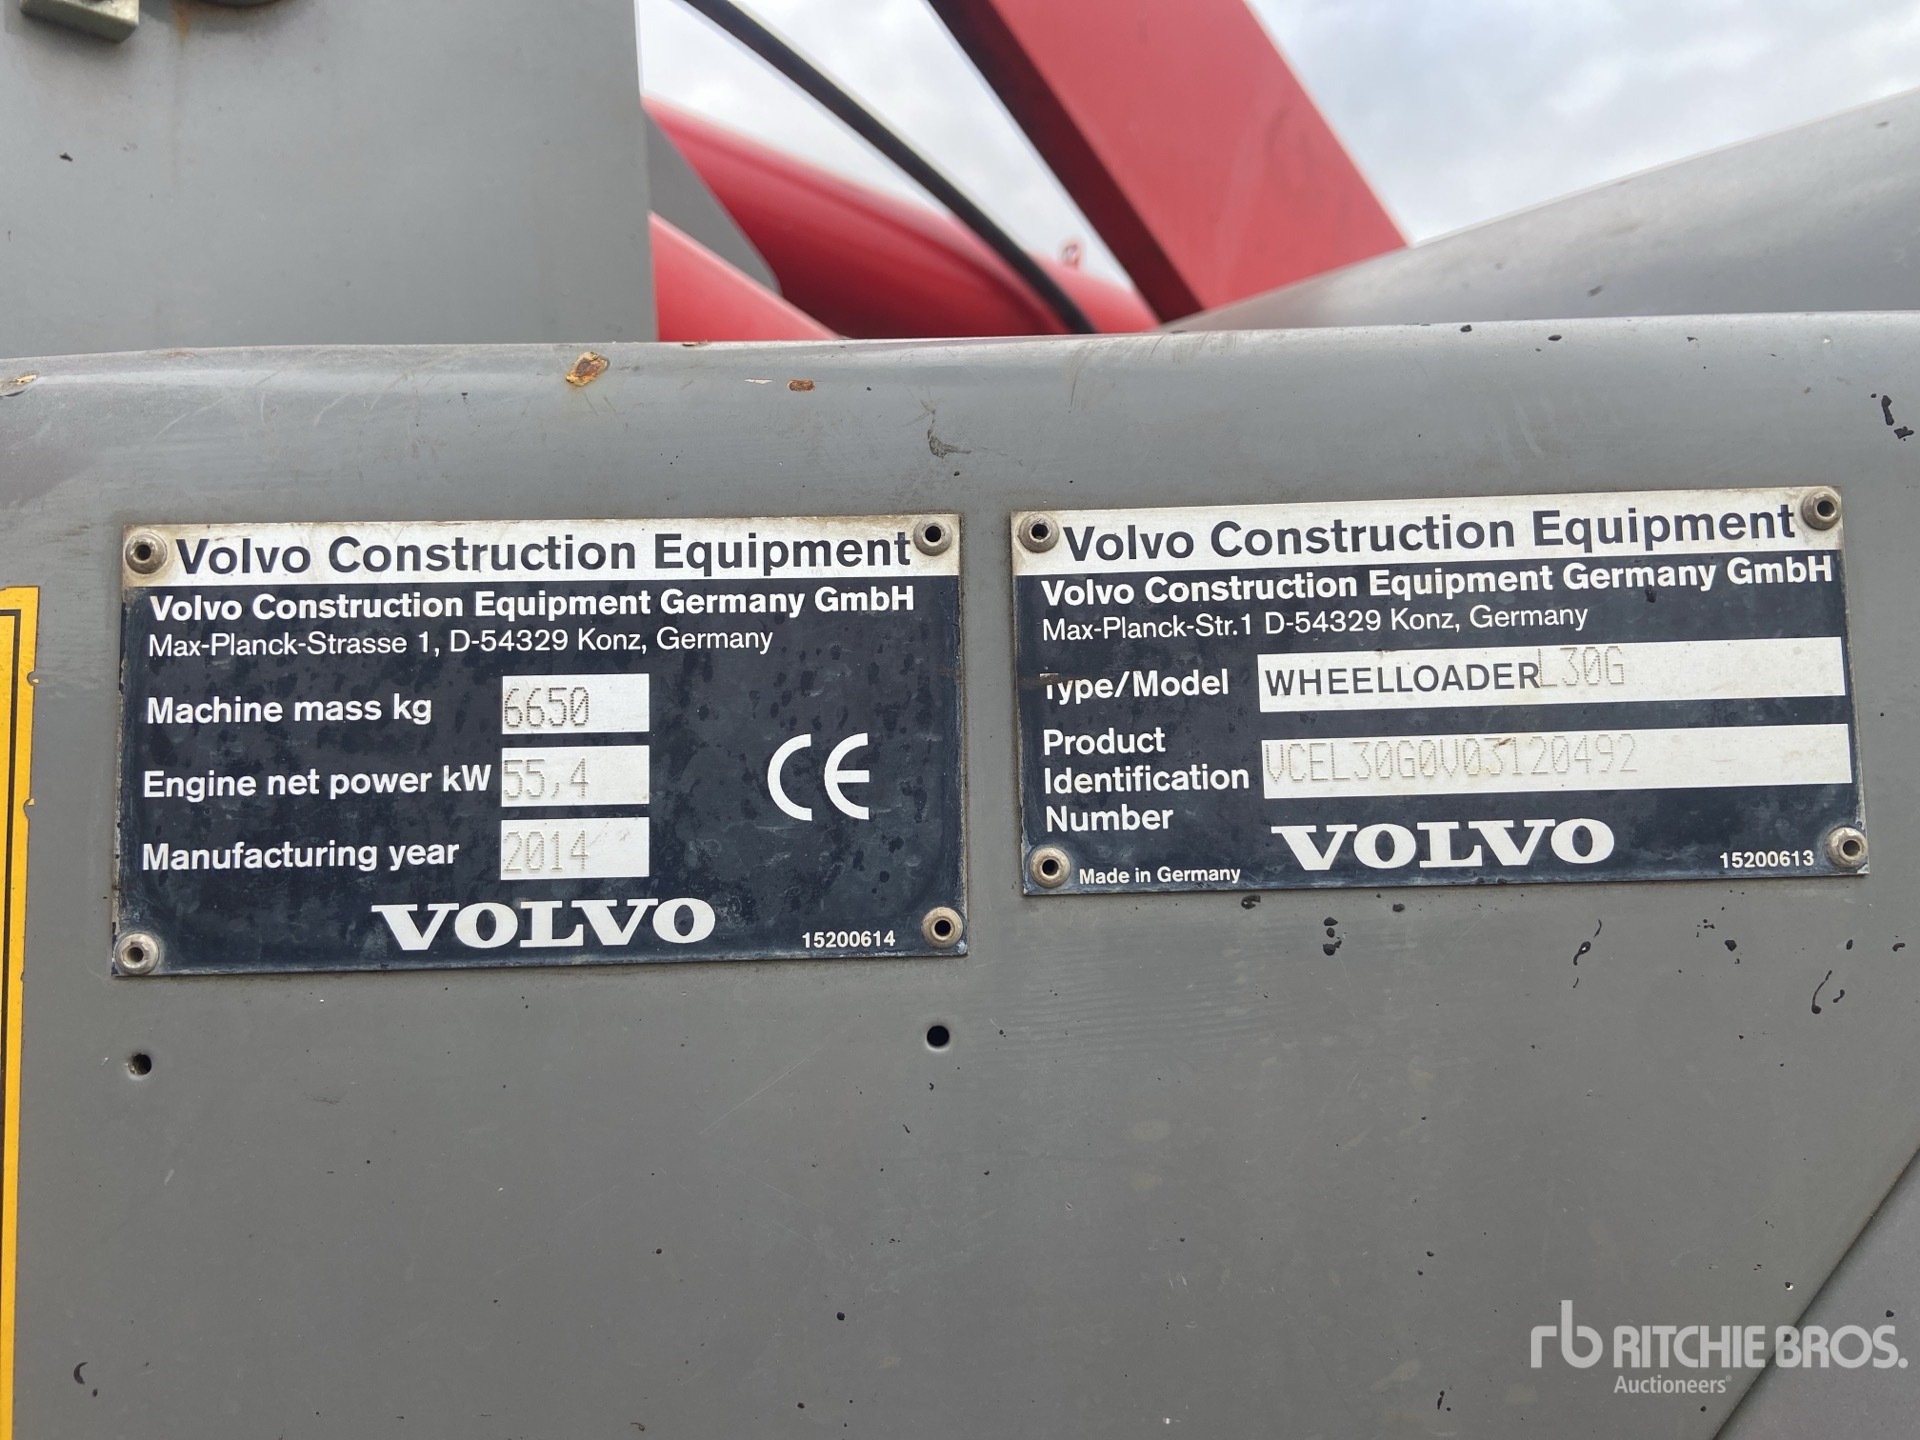 Volvo Construction Equipment
Volvo Construction Equipment Germany GmbH
Max-Planck-Strasse 1, D-54329 Konz, Germany
Machine mass kg 6650
Engine net power kW 55,4
Manufacturing year 2014
CE
VOLVO
15200614
Volvo Construction Equipment
Volvo Construction Equipment Germany GmbH
Max-Planck-Str.1 D-54329 Konz, Germany
Type/Model WHEELLOADER L30G
Product
Identification VCEL30G0V03120492
Number
VOLVO
Made in Germany
15200613
rb RITCHIE BROS.
Auctioneers